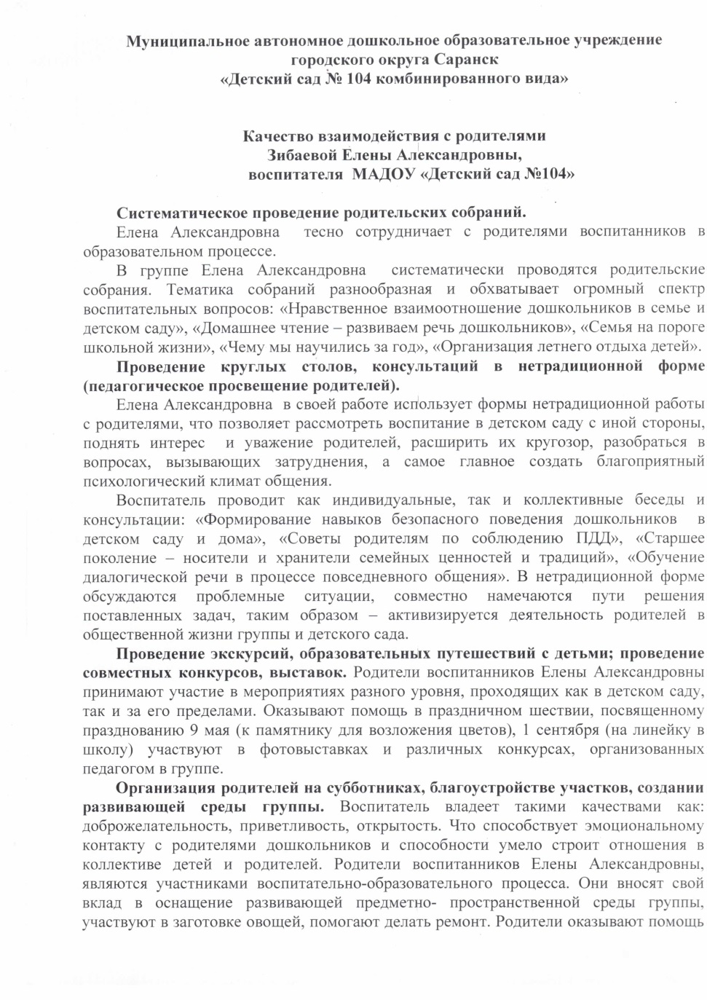 Муниципальное автономное дошкольное образовательное учреждение
городского округа Саранск
«Детский сад № 104 комбинированного вида»
Качество взаимодействия с родителями
Зибаевой Елены Александровны,
воспитателя МАДОУ «Детский сад №104»
Систематическое проведение родительских собраний.
Елена Александровна тесно сотрудничает с родителями воспитанников в
образовательном процессе.
В группе Елена Александровна систематически проводятся родительские
собрания. Тематика собраний разнообразная и обхватывает огромный спектр
воспитательных вопросов: «Нравственное взаимоотношение дошкольников в семье и
детском саду», «Домашнее чтение – развиваем речь дошкольников», «Семья на пороге
школьной жизни», «Чему мы научились за год», «Организация летнего отдыха детей».
Проведение круглых столов, консультаций в нетрадиционной форме
(педагогическое просвещение родителей).
Елена Александровна в своей работе использует формы нетрадиционной работы
с родителями, что позволяет рассмотреть воспитание в детском саду с иной стороны,
поднять интерес и уважение родителей, расширить их кругозор, разобраться в
вопросах, вызывающих затруднения, а самое главное создать благоприятный
психологический климат общения.
Воспитатель проводит как индивидуальные, так и коллективные беседы и
консультации: «Формирование навыков безопасного поведения дошкольников в
детском саду и дома», «Советы родителям по соблюдению ПДД», «Старшее
поколение – носители и хранители семейных ценностей и традиций», «Обучение
диалогической речи в процессе повседневного общения». В нетрадиционной форме
обсуждаются проблемные ситуации, совместно намечаются пути решения
поставленных задач, таким образом – активизируется деятельность родителей в
общественной жизни группы и детского сада.
Проведение экскурсий, образовательных путешествий с детьми; проведение
совместных конкурсов, выставок. Родители воспитанников Елены Александровны
принимают участие в мероприятиях разного уровня, проходящих как в детском саду,
так и за его пределами. Оказывают помощь в праздничном шествии, посвященному
празднованию 9 мая (к памятнику для возложения цветов), 1 сентября (на линейку в
школу) участвуют в фотовыставках и различных конкурсах, организованных
педагогом в группе.
Организация родителей на субботниках, благоустройстве участков, создании
развивающей среды группы. Воспитатель владеет такими качествами как:
доброжелательность, приветливость, открытость. Что способствует эмоциональному
контакту с родителями дошкольников и способности умело строит отношения в
коллективе детей и родителей. Родители воспитанников Елены Александровны,
являются участниками воспитательно-образовательного процесса. Они вносят свой
вклад в оснащение развивающей предметно- пространственной среды группы,
участвуют в заготовке овощей, помогают делать ремонт. Родители оказывают помощь